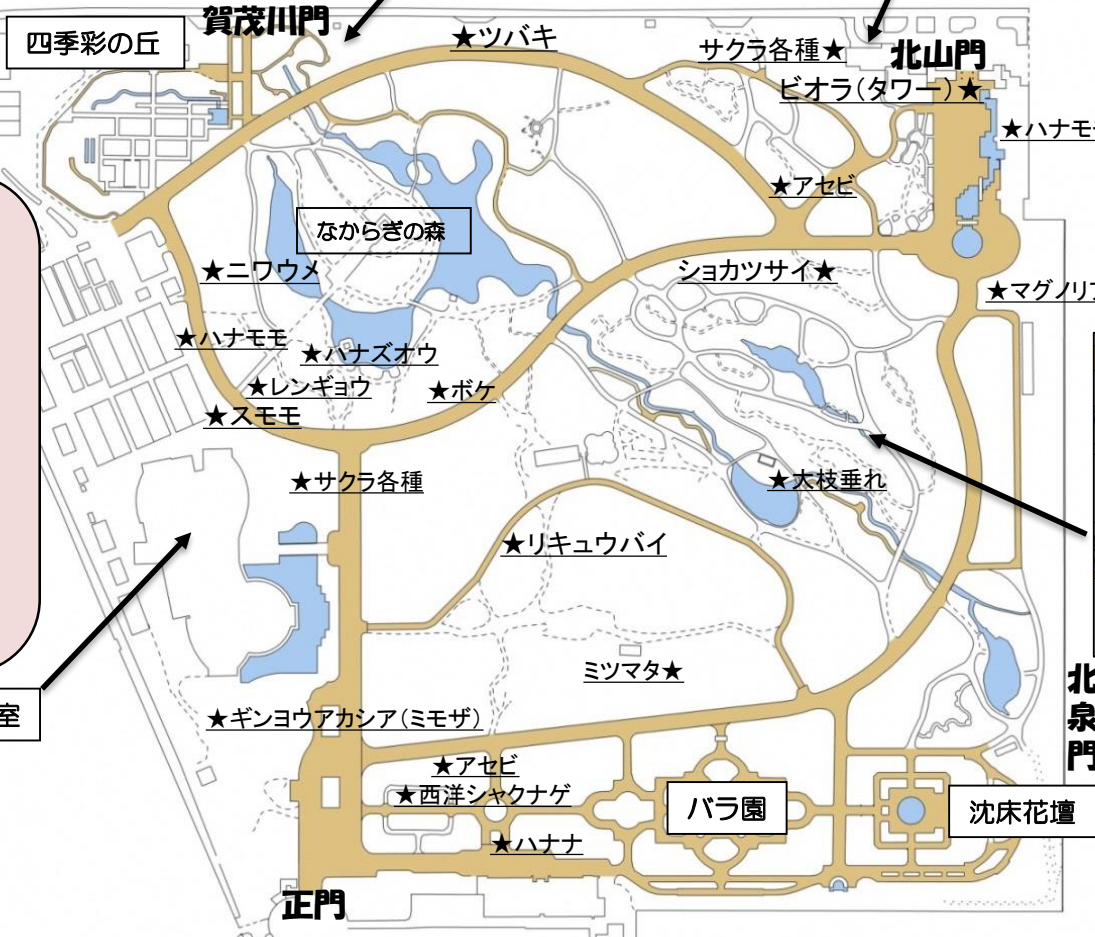 賀茂川門
四季彩の丘
★ツバキ
サクラ各種★
北山門
ビオラ(タワー)★
★ハナモ
★アセビ
なからぎの森
★ニワウメ
ショカツサイ★
★マグノリア
★ハナモモ
★ハナズオウ
★レンギョウ
★ボケ
★スモモ
★サクラ各種
★大枝垂れ
★リキュウバイ
ミツマタ★
室
★ギンヨウアカシア(ミモザ)
北
泉
門
★アセビ
★西洋シャクナゲ
バラ園
沈床花壇
★ハナナ
正門